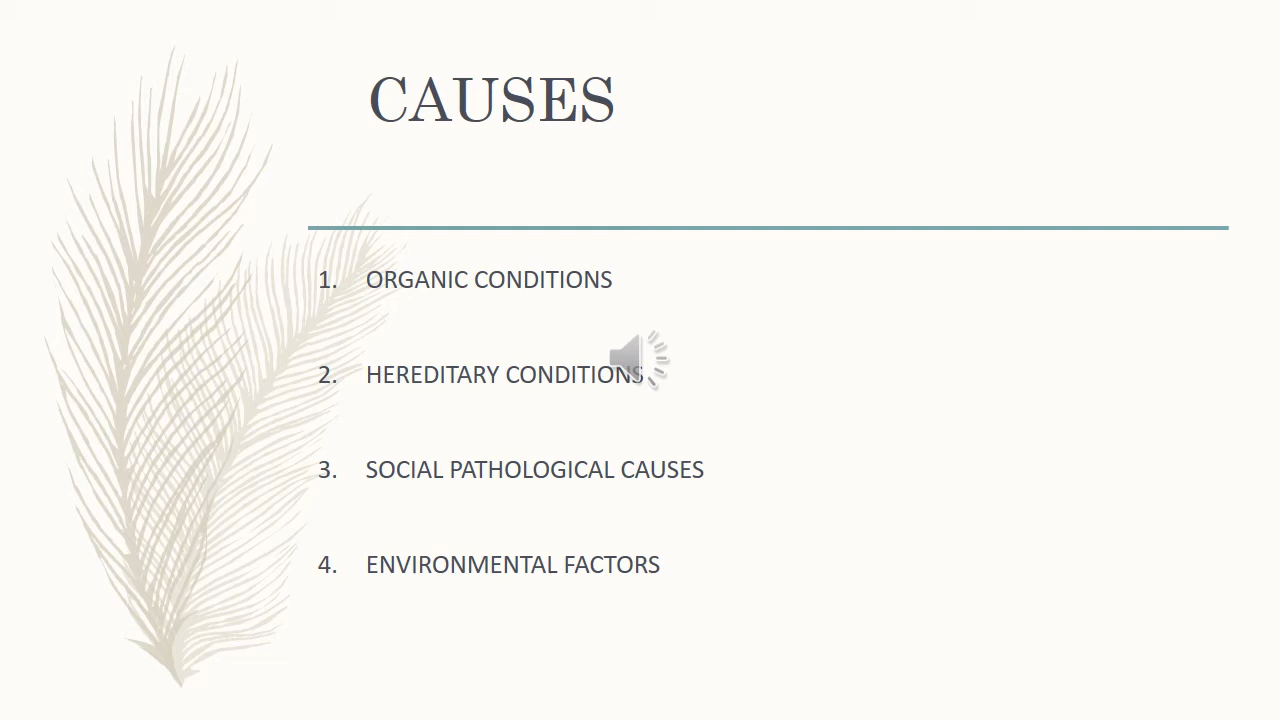 CAUSES
1. ORGANIC CONDITIONS
2. HEREDITARY CONDITIONS
3. SOCIAL PATHOLOGICAL CAUSES
4. ENVIRONMENTAL FACTORS